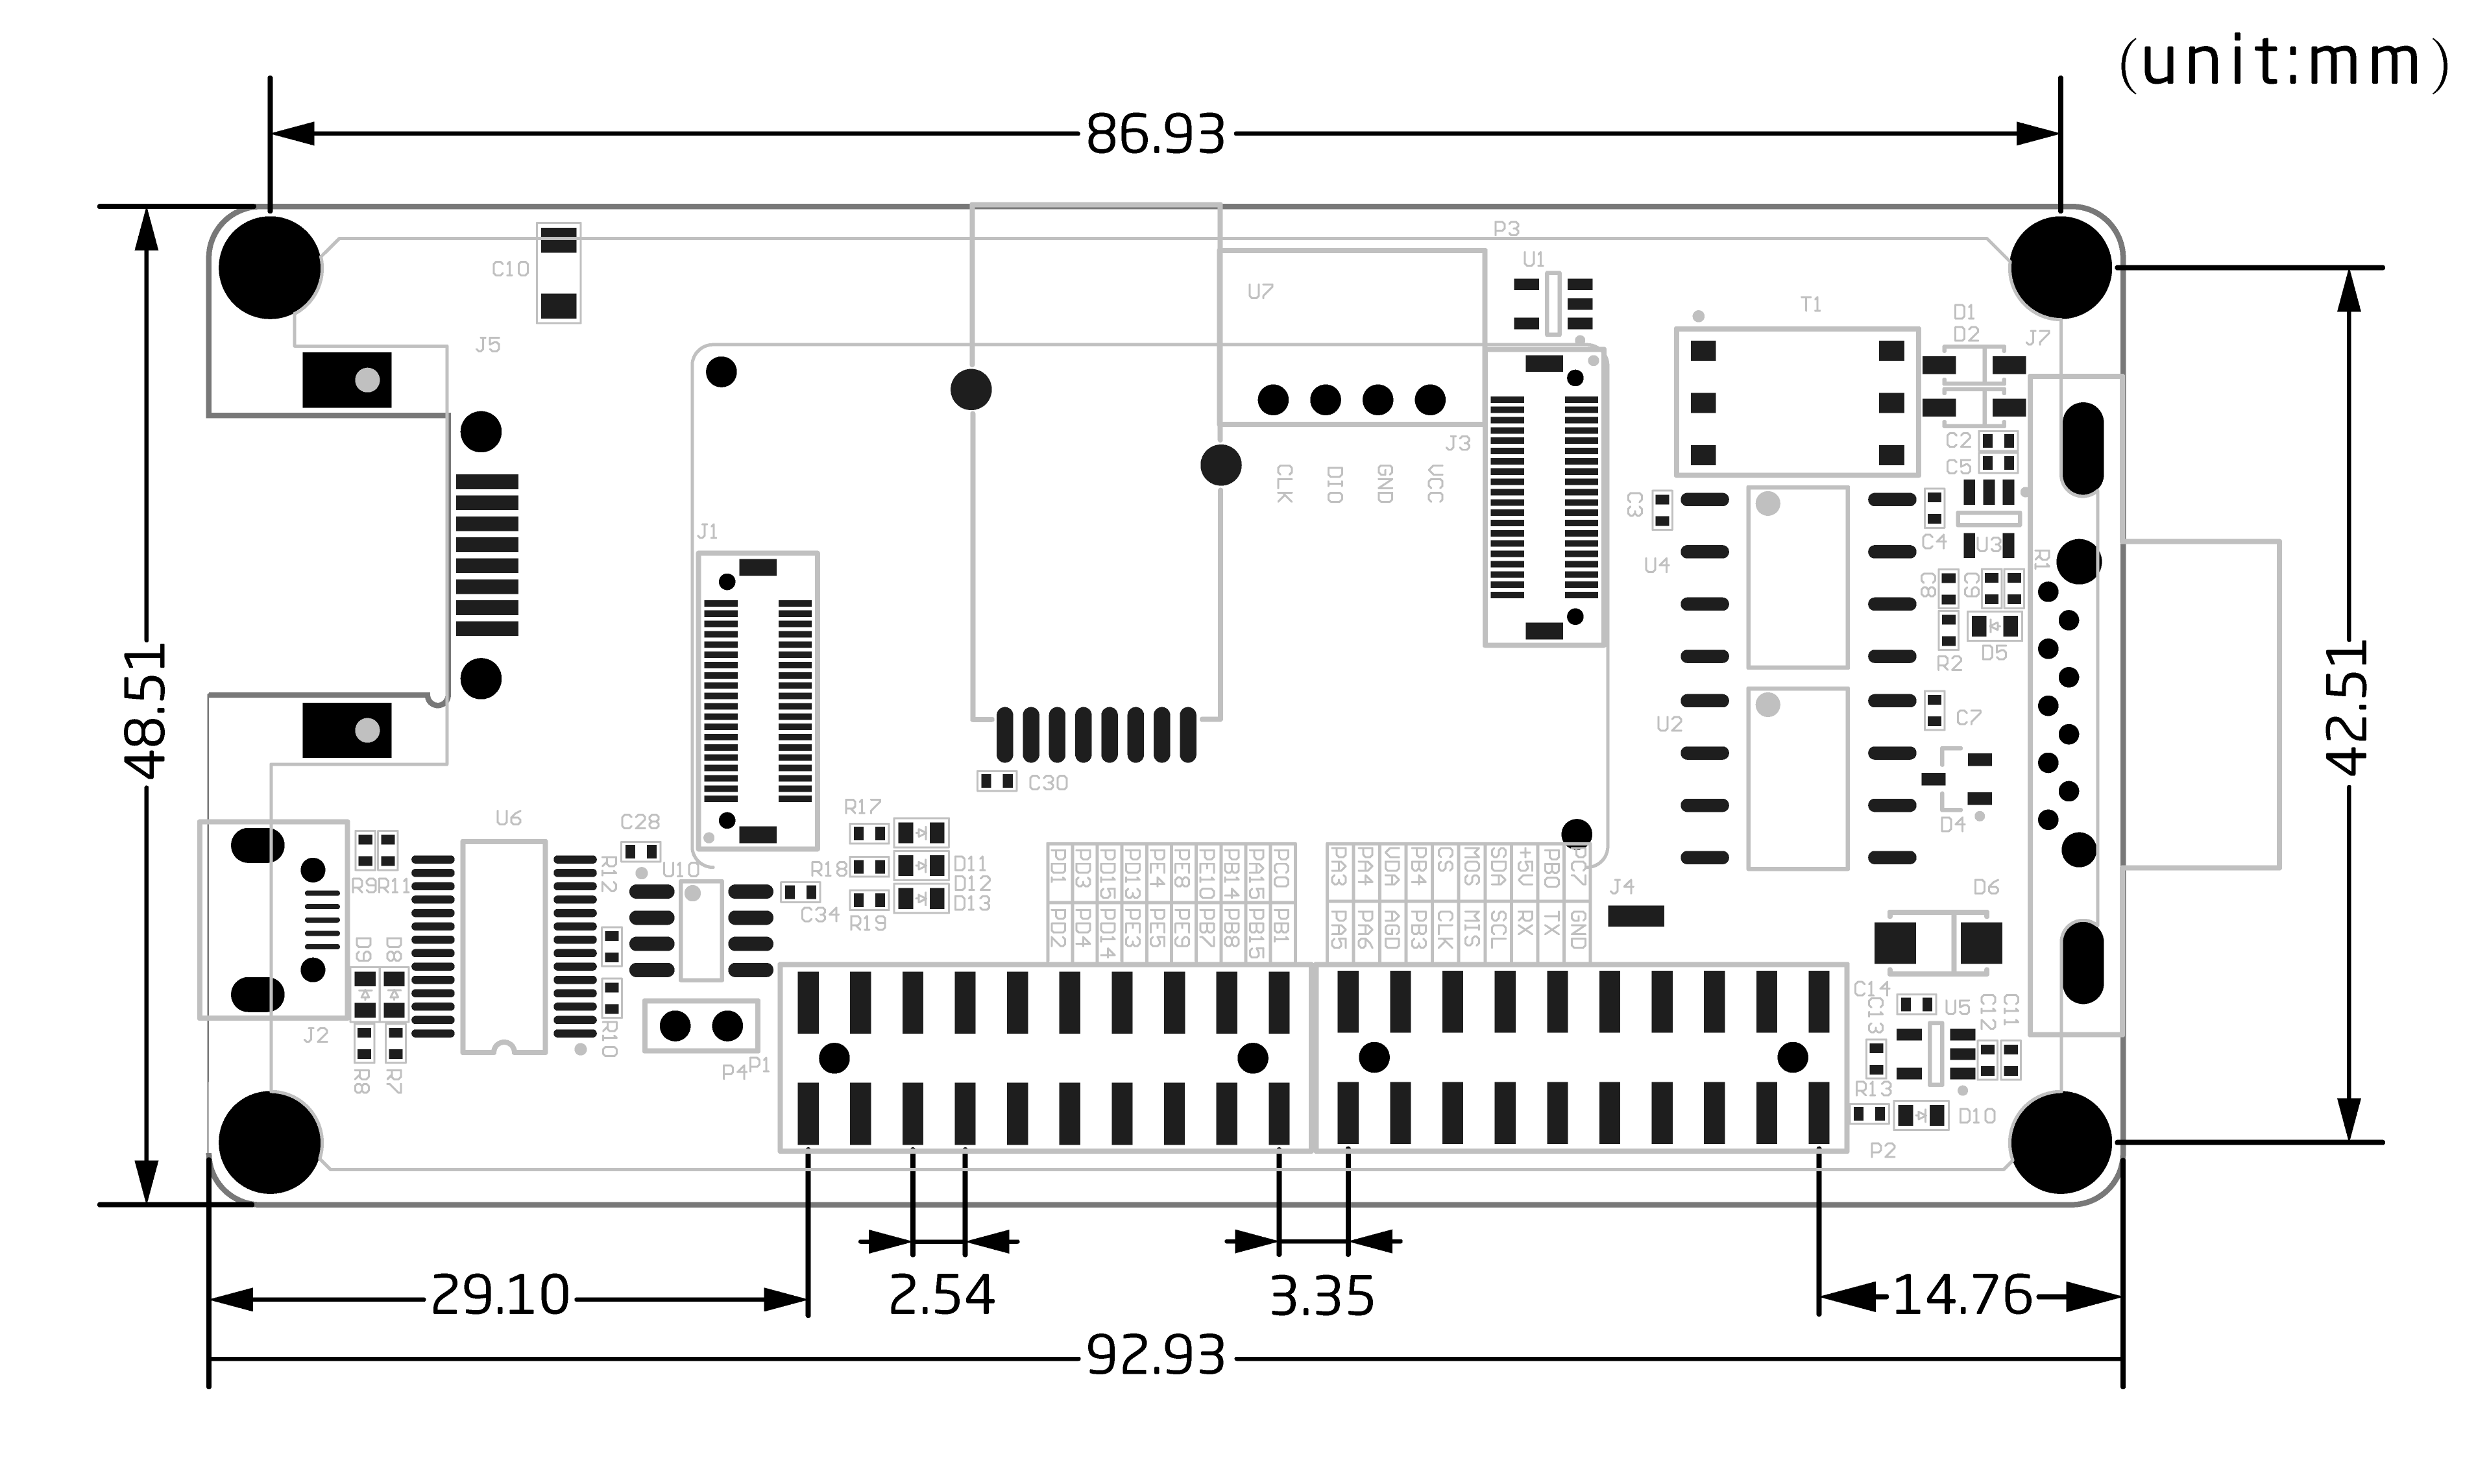 (unit:mm)
86.93
P3
U1
C10
U7
T1
D1
D2
J7
J5
J3
C2
C5
CLK
DIO
GND
VCC
C3
J1
C4
U3
R1
U4
C8
C9
R2
D5
48.51
42.51
U2
C7
C30
R17
U6
C28
D4
R18
D11
D12
D13
R19
R9
R11
R12
U10
C34
PD1 PD3 PD15 PD13 PE4 PE8 PE10 PB14 PA15 PC0
PD2 PD4 PD14 PE3 PE5 PE9 PB7 PB8 PB15 PB1
PA3 PA4 VDA PB4 CS MOS SDA +5V PB0 PC7
PA5 PA6 AGD PB3 CLK MIS SCL RX TX GND
J4
D6
D9
D8
C14
C13
U5
C12
C11
J2
R10
P4
P1
R8
R7
R13
D10
P2
29.10
2.54
3.35
14.76
92.93